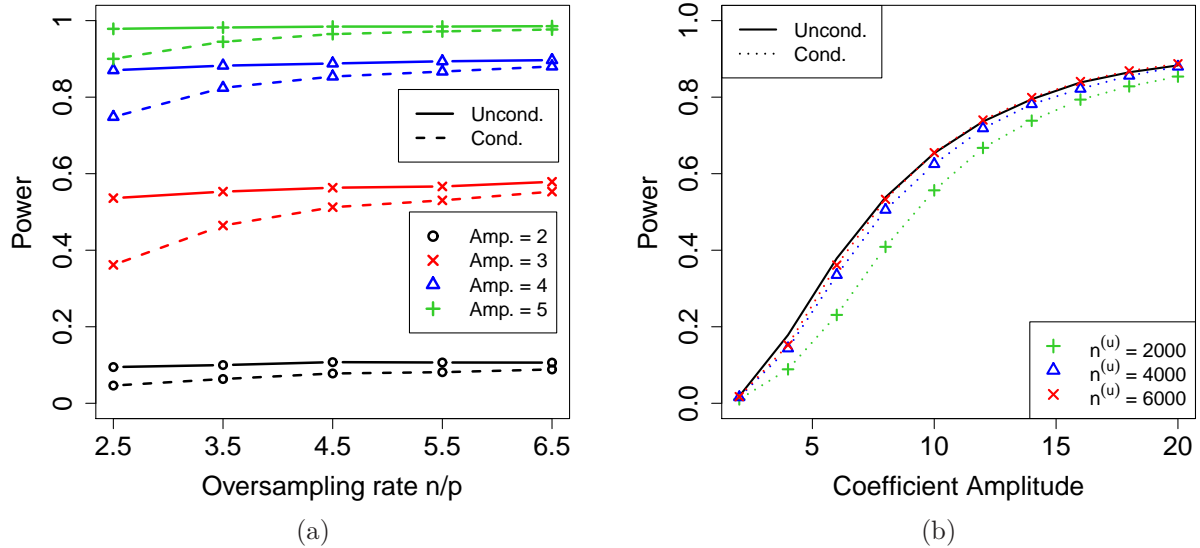 1
0.8
0.6
0.4
0.2
0
Power
2.5 3.5 4.5 5.5 6.5
Oversampling rate n/p
Uncond.
Cond.
Amp. = 2
Amp. = 3
Amp. = 4
Amp. = 5
(a)
1.0
0.8
0.6
0.4
0.2
0.0
Power
5 10 15 20
Coefficient Amplitude
Uncond.
Cond.
n^(u) = 2000
n^(u) = 4000
n^(u) = 6000
(b)